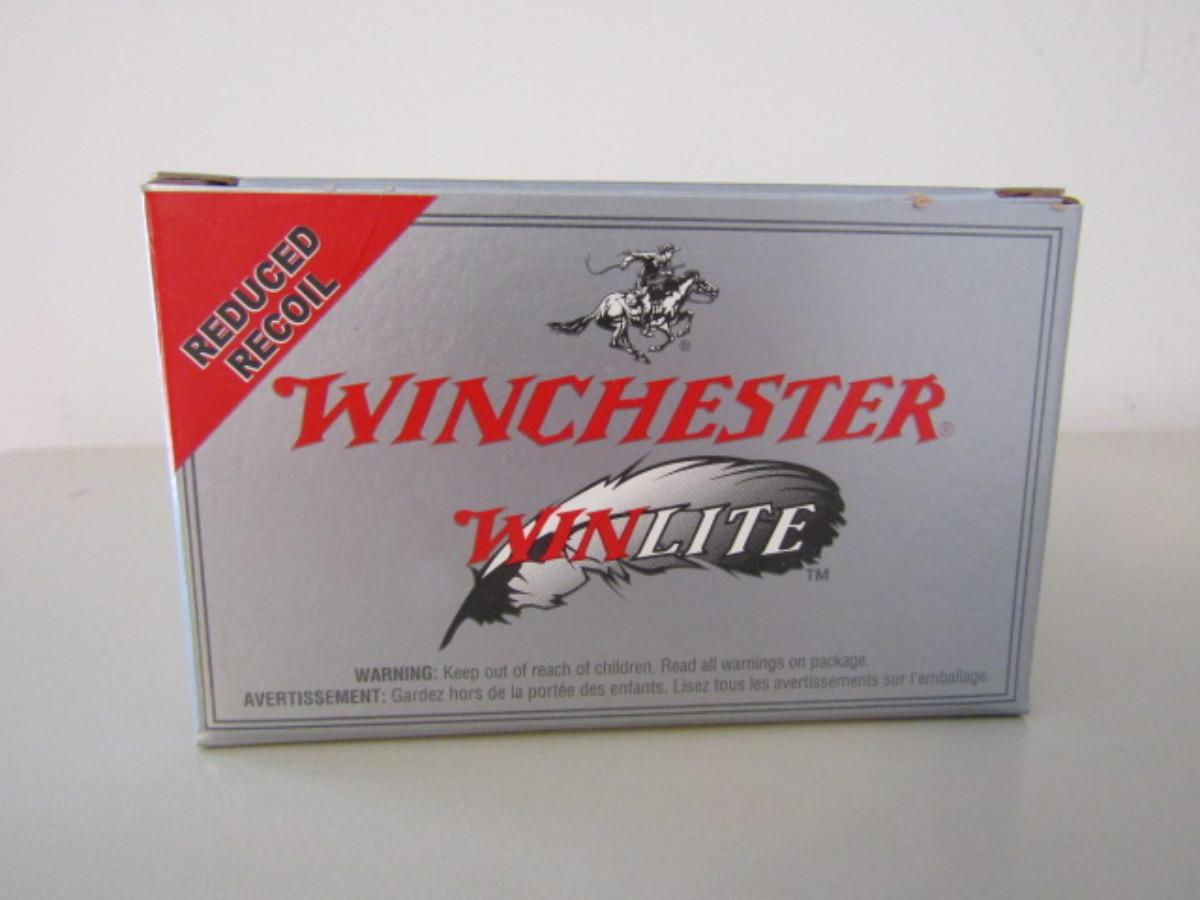 REDUCED
RECOIL
®
WINCHESTER®
WINLITE
TM
WARNING: Keep out of reach of children. Read all warnings on package.
AVERTISSEMENT: Gardez hors de la portée des enfants. Lisez tous les avertissements sur l'emballage.